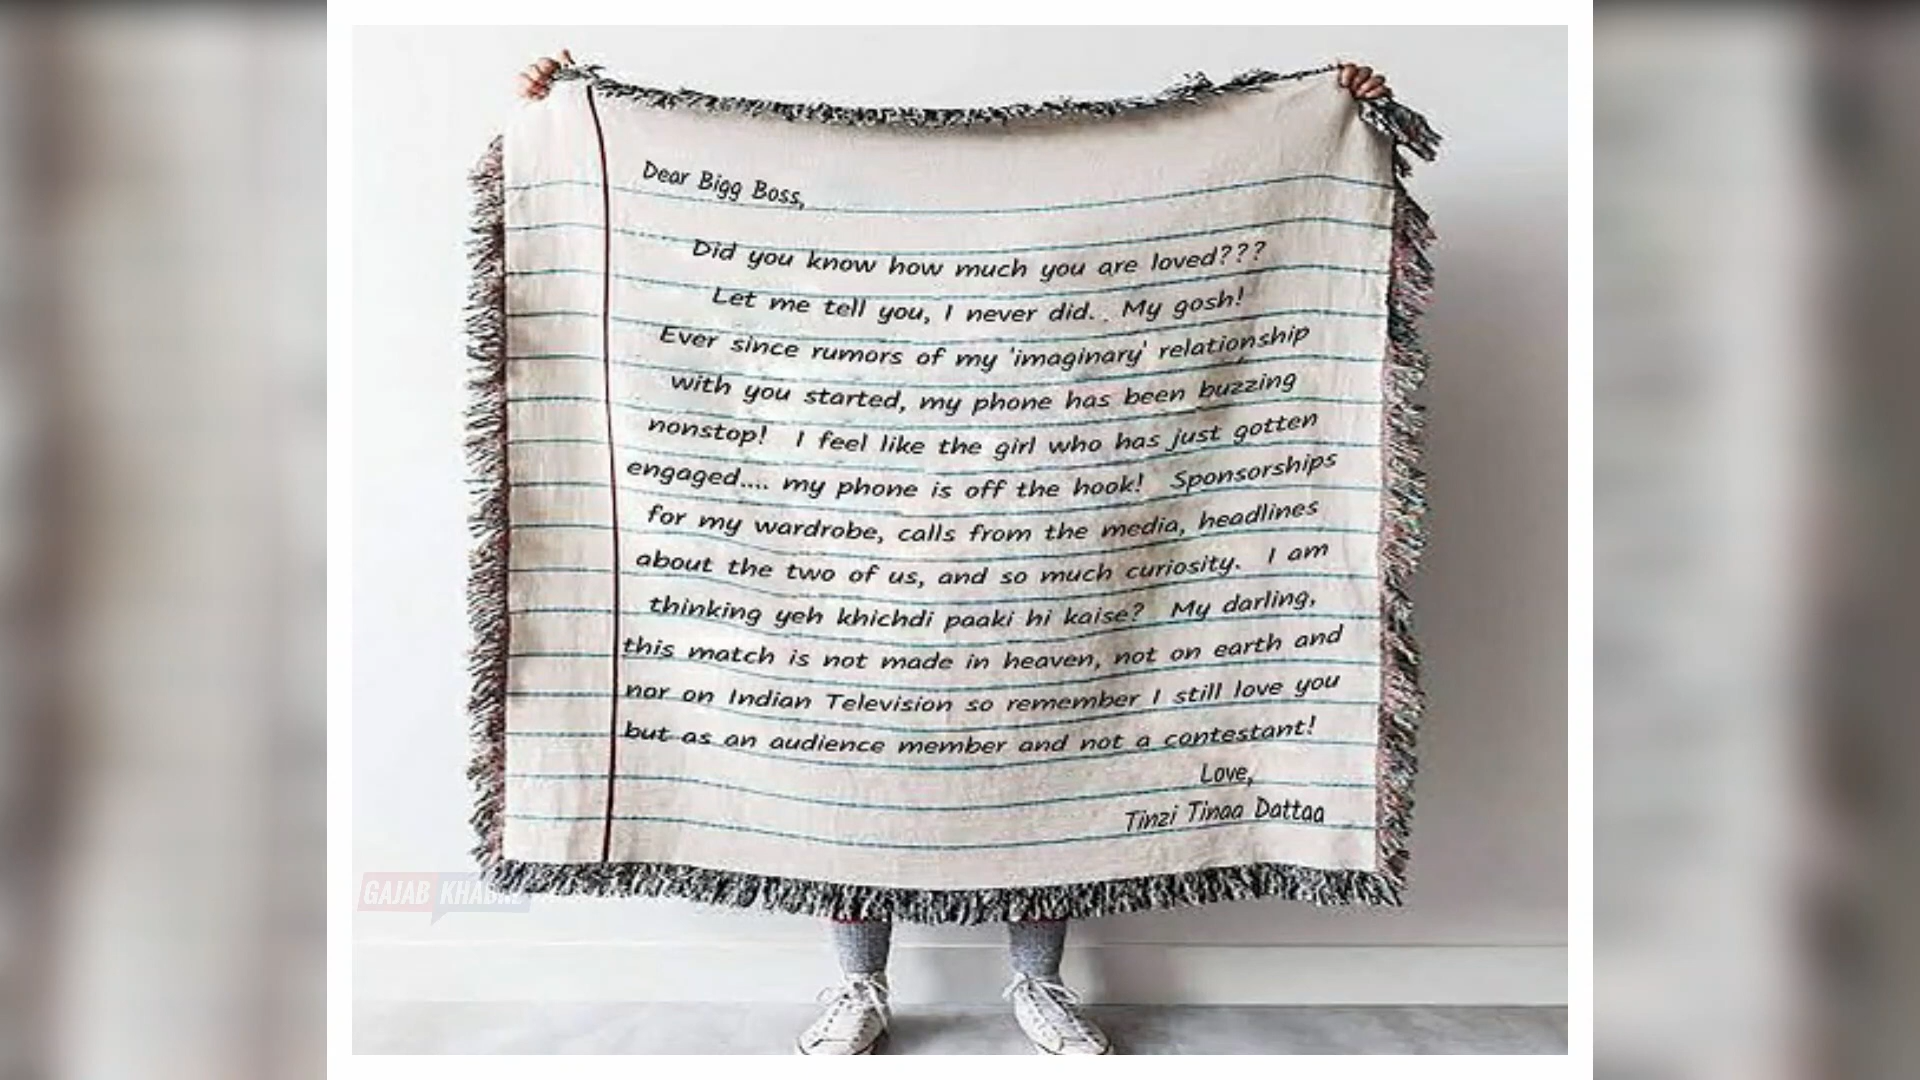 Dear Bigg Boss,
Did you know how much you are loved???
Let me tell you, I never did. . My gosh!
Ever since rumors of my 'imaginary' relationship
with you started, my phone has been buzzing
nonstop! I feel like the girl who has just gotten
engaged.... my phone is off the hook! Sponsorships
for my wardrobe, calls from the media, headlines
about the two of us, and so much curiosity. I am
thinking yeh khichdi paaki hi kaise? My darling,
this match is not made in heaven, not on earth and
nor on Indian Television so remember I still love you
but as an audience member and not a contestant!
Love,
Tinzi Tinaa Dattaa
GAJAB